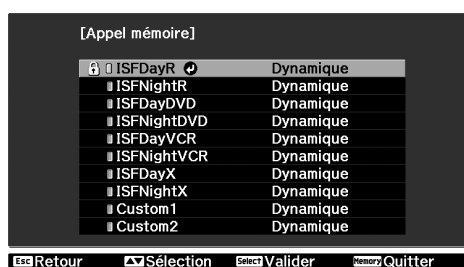 [Appel mémoire]
ISFDayR Dynamique
ISFNightR Dynamique
ISFDayDVD Dynamique
ISFNightDVD Dynamique
ISFDayVCR Dynamique
ISFNightVCR Dynamique
ISFDayX Dynamique
ISFNightX Dynamique
Custom1 Dynamique
Custom2 Dynamique
Esc Retour Sélection Select Valider Memory Quitter